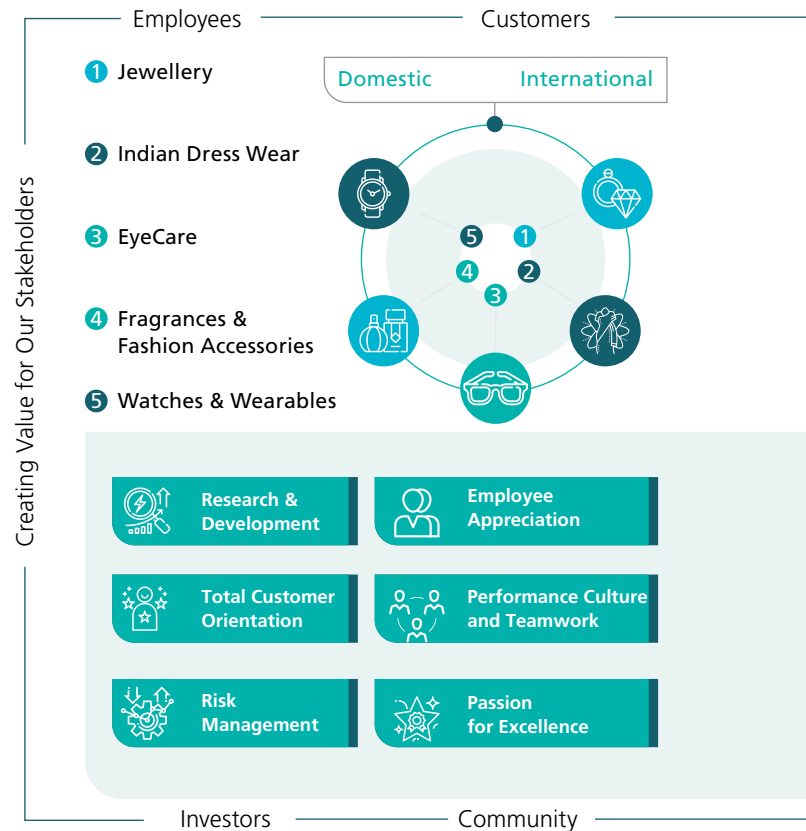 Employees
Customers
Creating Value for Our Stakeholders
1 Jewellery
2 Indian Dress Wear
3 EyeCare
4 Fragrances &
Fashion Accessories
5 Watches & Wearables
Domestic
International
5
1
4
2
3
Research &
Development
Employee
Appreciation
Total Customer
Orientation
Performance Culture
and Teamwork
Risk
Management
Passion
for Excellence
Investors
Community